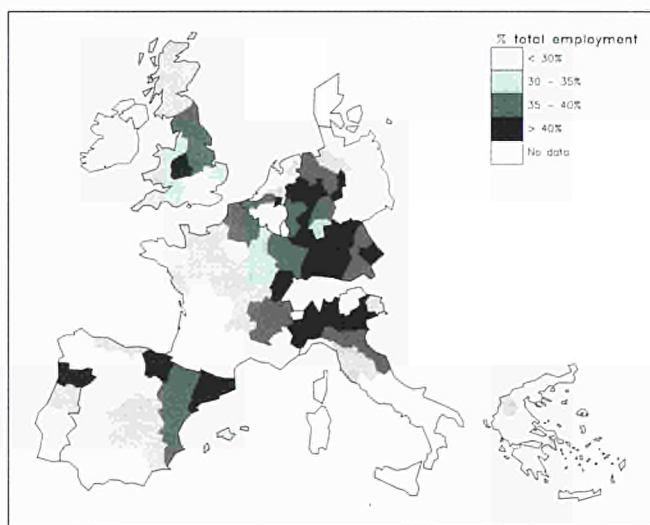 % total employment
< 30%
30 - 35%
35 - 40%
> 40%
No data